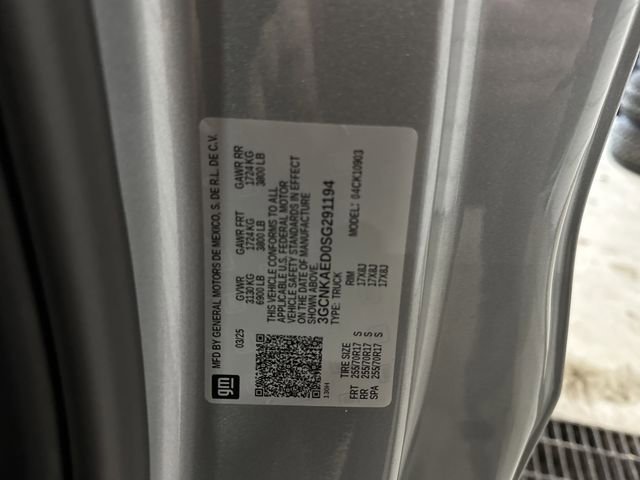 MFD BY GENERAL MOTORS DE MEXICO, S. DE R.L. DE C.V.
gm
03/25
GVWR GAWR FRT GAWR RR
3130 KG 1724 KG 1724 KG
6900 LB 3800 LB 3800 LB
THIS VEHICLE CONFORMS TO ALL
APPLICABLE U.S. FEDERAL MOTOR
VEHICLE SAFETY STANDARDS IN EFFECT
ON THE DATE OF MANUFACTURE
SHOWN ABOVE.
3GCNKAED0SG291194
TYPE: TRUCK MODEL: 04CK10903
130H
TIRE SIZE RIM
FRT 255/70R17 S 17X8J
RR 255/70R17 S 17X8J
SPA 255/70R17 S 17X8J